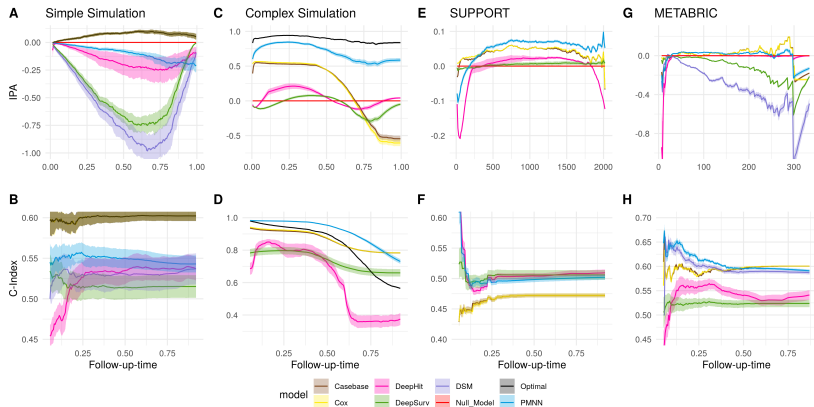 A Simple Simulation
C Complex Simulation
E SUPPORT
G METABRIC
IPA
0.00
-0.25
-0.50
-0.75
-1.00
0.00 0.25 0.50 0.75 1.00
1.0
0.5
0.0
-0.5
0.00 0.25 0.50 0.75 1.00
0.1
0.0
-0.1
-0.2
0 500 1000 1500 2000
0.0
-0.4
-0.8
0 100 200 300
B
D
F
H
C-Index
0.60
0.55
0.50
0.45
0.25 0.50 0.75
Follow-up-time
1.0
0.8
0.6
0.4
0.25 0.50 0.75
Follow-up-time
0.60
0.55
0.50
0.45
0.40
0.25 0.50 0.75
Follow-up-time
0.70
0.65
0.60
0.55
0.50
0.45
0.25 0.50 0.75
Follow-up-time
model
Casebase DeepHit DSM Optimal
Cox DeepSurv Null_Model PMNN